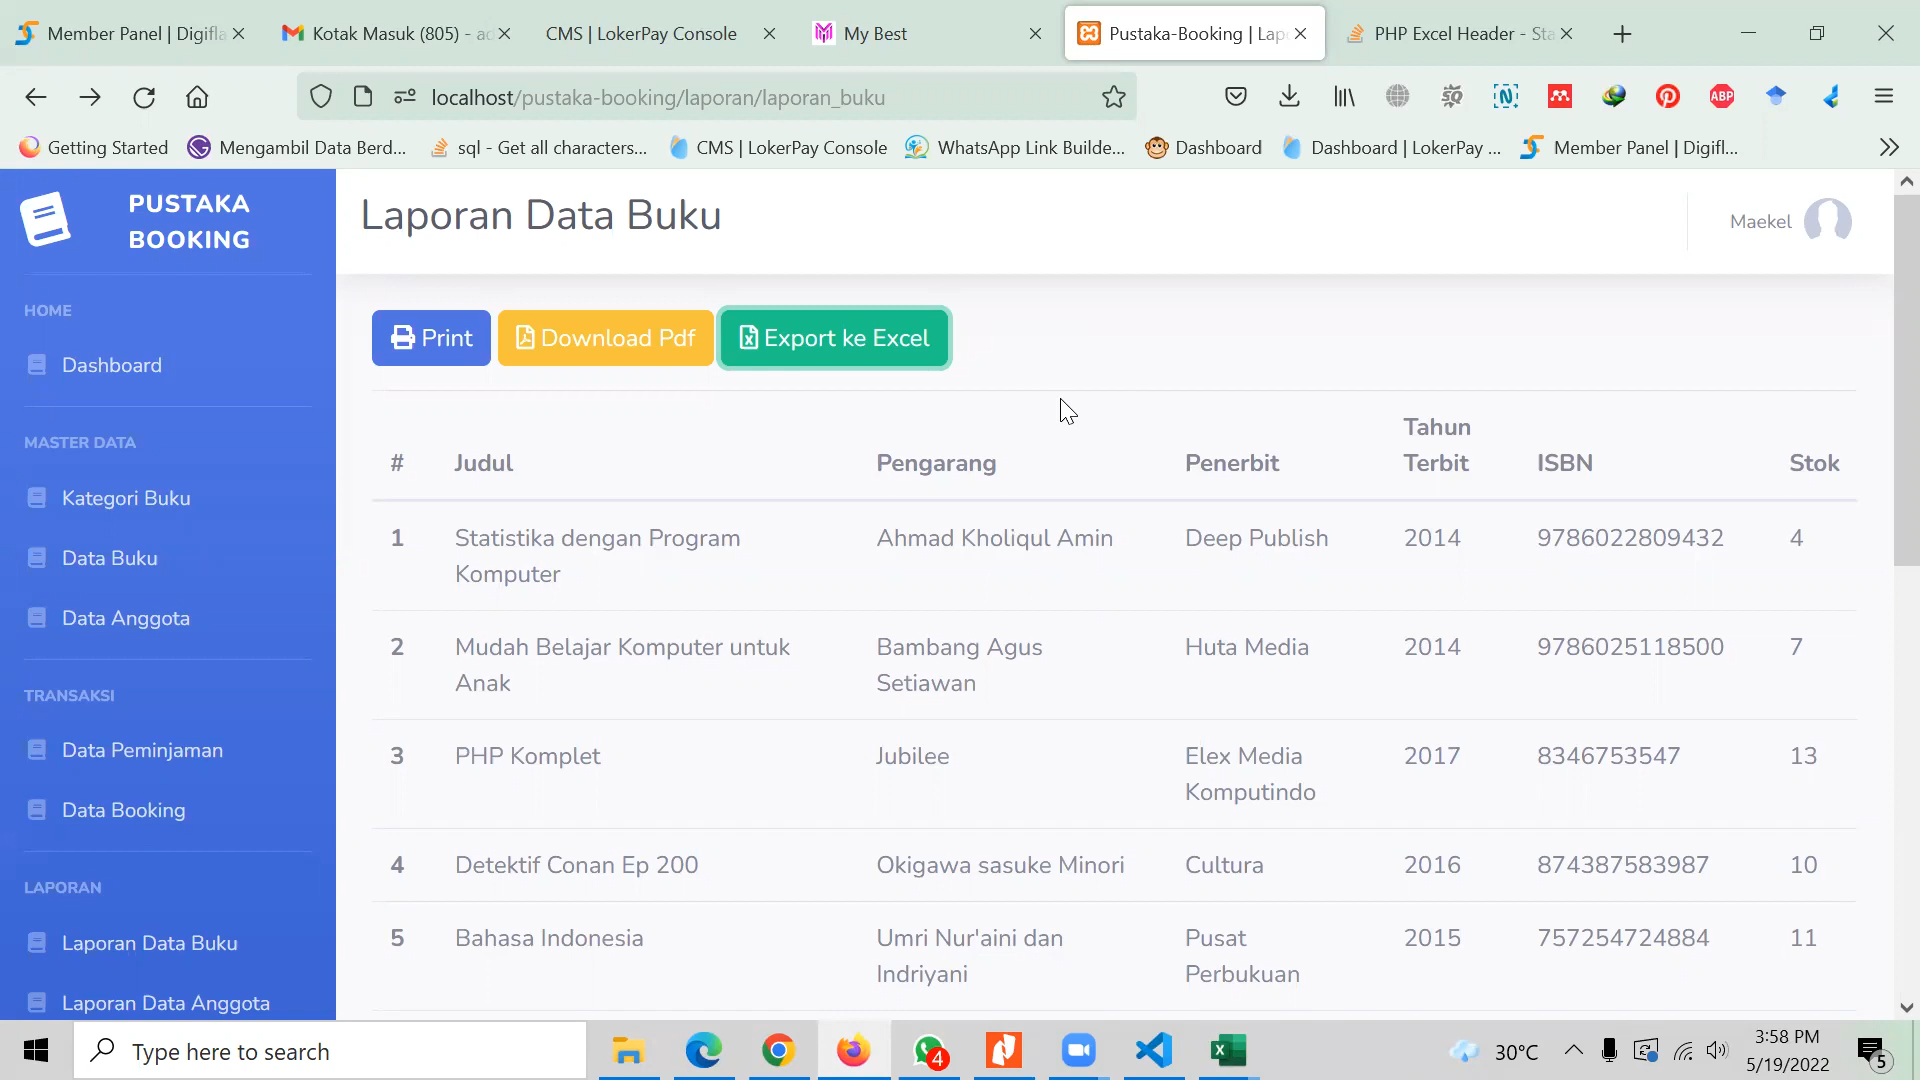 Member Panel | Digifla
Kotak Masuk (805) - ad
CMS | LokerPay Console
My Best
Pustaka-Booking | Lap
PHP Excel Header - Sta
localhost/pustaka-booking/laporan/laporan_buku
ABP
Getting Started
Mengambil Data Berd...
sql - Get all characters...
CMS | LokerPay Console
WhatsApp Link Builde...
Dashboard
Dashboard | LokerPay ...
Member Panel | Digifl...
PUSTAKA
BOOKING
HOME
Dashboard
MASTER DATA
Kategori Buku
Data Buku
Data Anggota
TRANSAKSI
Data Peminjaman
Data Booking
LAPORAN
Laporan Data Buku
Laporan Data Anggota
Laporan Data Buku
Maekel
Print
Download Pdf
Export ke Excel
# Judul Pengarang Penerbit Tahun Terbit ISBN Stok
1 Statistika dengan Program Ahmad Kholiqul Amin Deep Publish 2014 9786022809432 4
Komputer
2 Mudah Belajar Komputer untuk Bambang Agus Huta Media 2014 9786025118500 7
Anak Setiawan
3 PHP Komplet Jubilee Elex Media 2017 8346753547 13
Komputindo
4 Detektif Conan Ep 200 Okigawa sasuke Minori Cultura 2016 874387583987 10
5 Bahasa Indonesia Umri Nur'aini dan Pusat 2015 757254724884 11
Indriyani Perbukuan
Type here to search
4
30°C
3:58 PM
5/19/2022
5